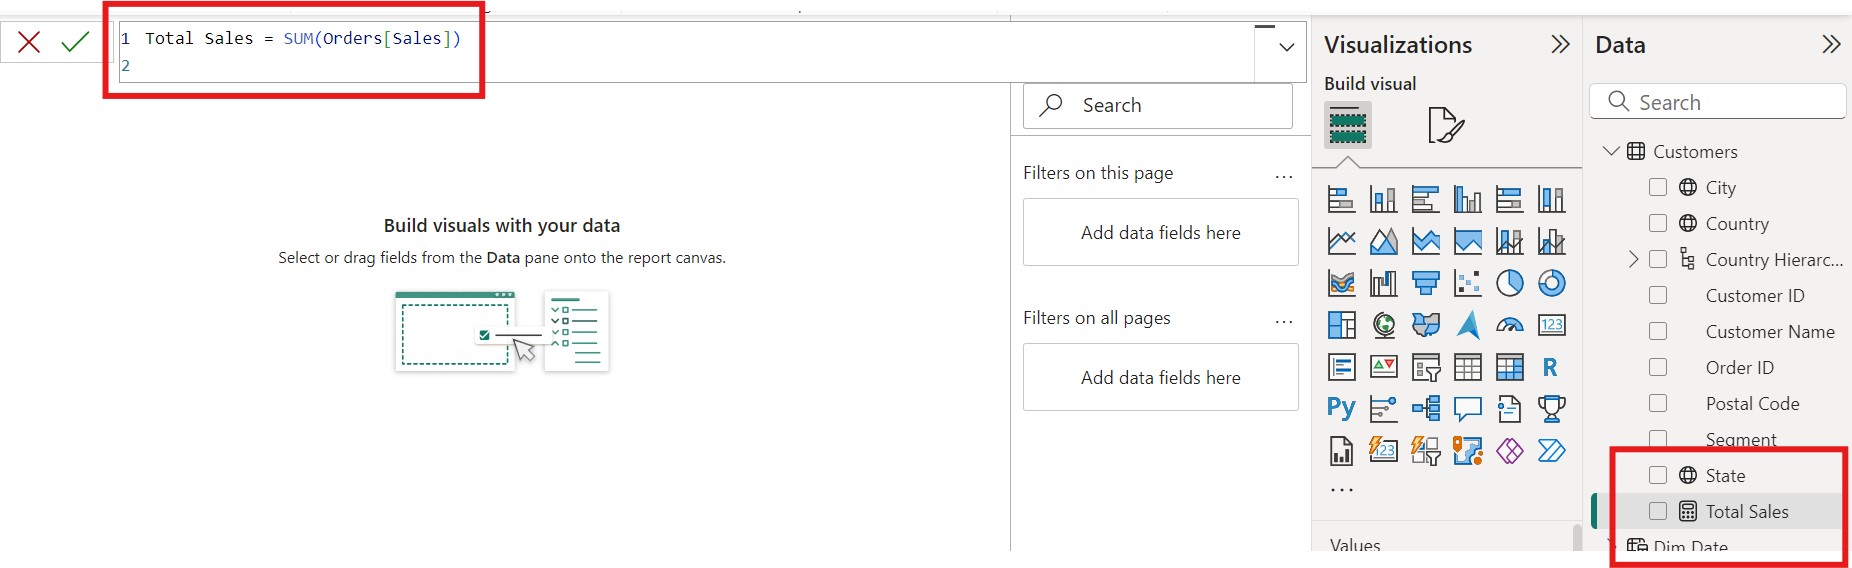 1 Total Sales = SUM(Orders[Sales])
2
Build visuals with your data
Select or drag fields from the Data pane onto the report canvas.
Search
Filters on this page
...
Add data fields here
Filters on all pages
...
Add data fields here
Visualizations
Build visual
123
R
Py
123
...
Values
Data
Search
Customers
City
Country
Country Hierarc...
Customer ID
Customer Name
Order ID
Postal Code
Segment
State
Total Sales
Dim Date